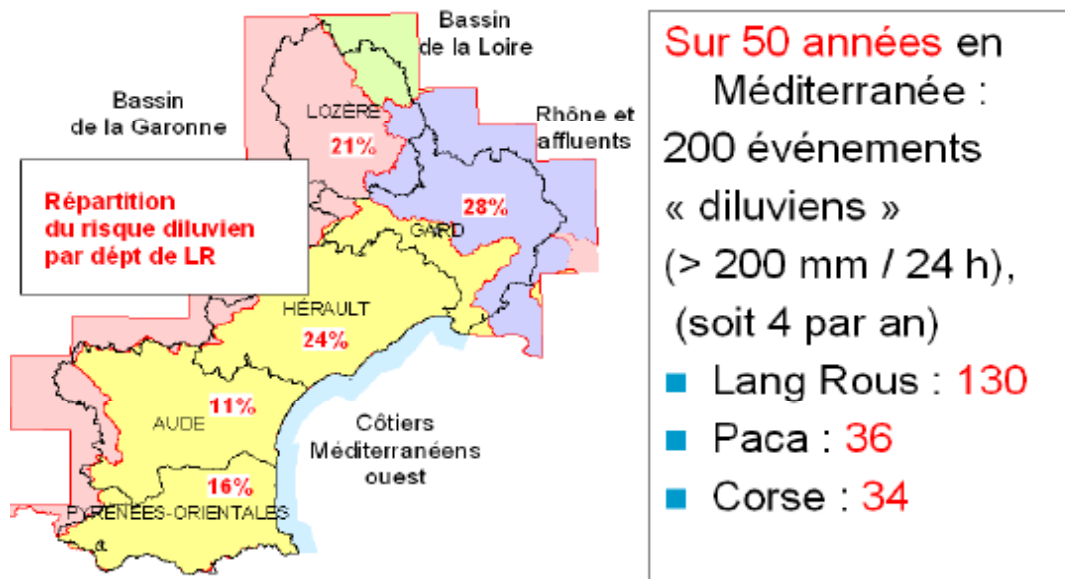 Bassin
de la Loire
Bassin
de la Garonne
LOZÈRE
21%
Rhône et
affluents
Répartition
du risque diluvien
par dépt de LR
28%
GARD
HÉRAULT
24%
11%
AUDE
Côtiers
Méditerranéens
ouest
16%
PYRÉNÉES-ORIENTALES
Sur 50 années en
Méditerranée :
200 événements
« diluviens »
(> 200 mm / 24 h),
(soit 4 par an)
Lang Rous : 130
Paca : 36
Corse : 34